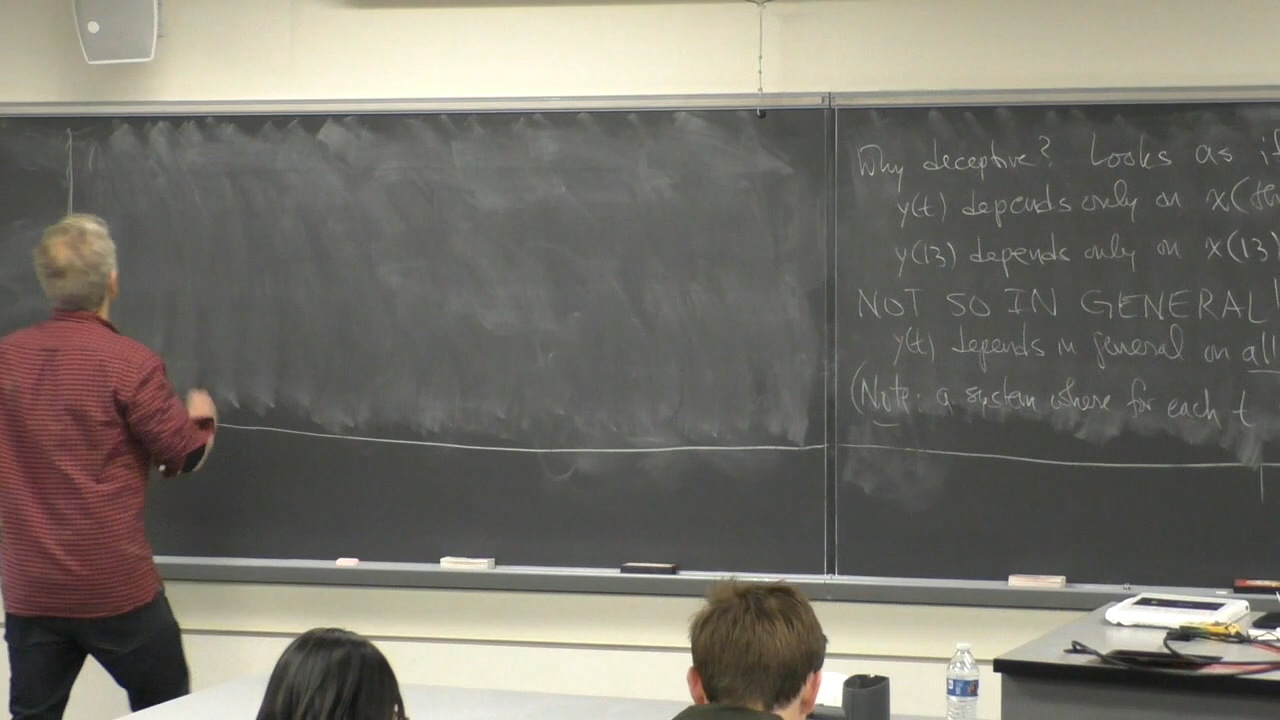 Why deceptive? Looks as if
y(t) depends only on x(
y(13) depends only on x(13)
NOT SO IN GENERAL!
y(t) depends in general on all
(Note: a system where for each t